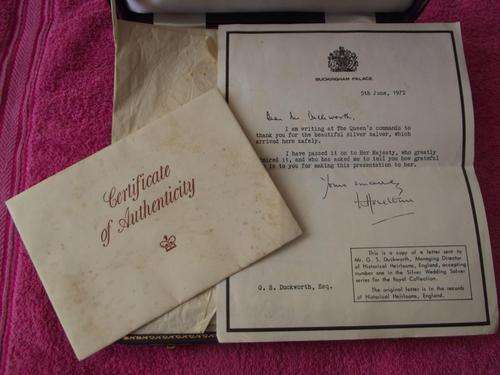 Certificate
of Authenticity
BUCKINGHAM PALACE
5th June, 1972
Dear Mr Duckworth,
I am writing at The Queen's commands to
thank you for the beautiful silver salver, which
arrived here safely.
I have passed it on to Her Majesty, who greatly
mired it, and who has asked me to tell you how grateful
is to you for making this presentation to her.
Yours sincerely
This is a copy of a letter sent to
Mr. G. S. Duckworth, Managing Director
of Historical Heirlooms, England, accepting
number one in the Silver Wedding Salver
series for the Royal Collection.
The original letter is in the records
of Historical Heirlooms, England.
G. S. Duckworth, Esq.